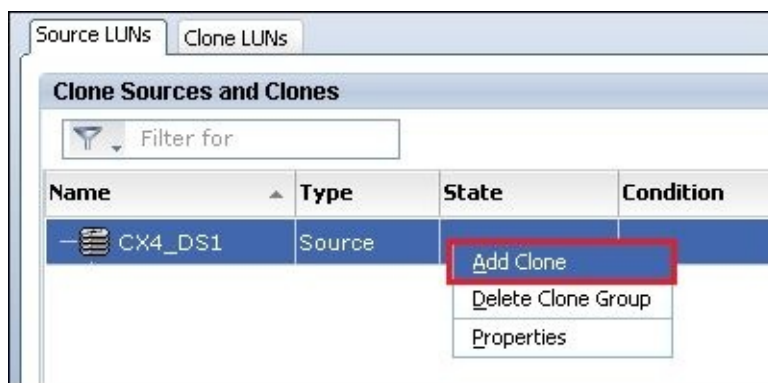 Source LUNs Clone LUNs
Clone Sources and Clones
Filter for
Name Type State Condition
CX4_DS1 Source
Add Clone
Delete Clone Group
Properties